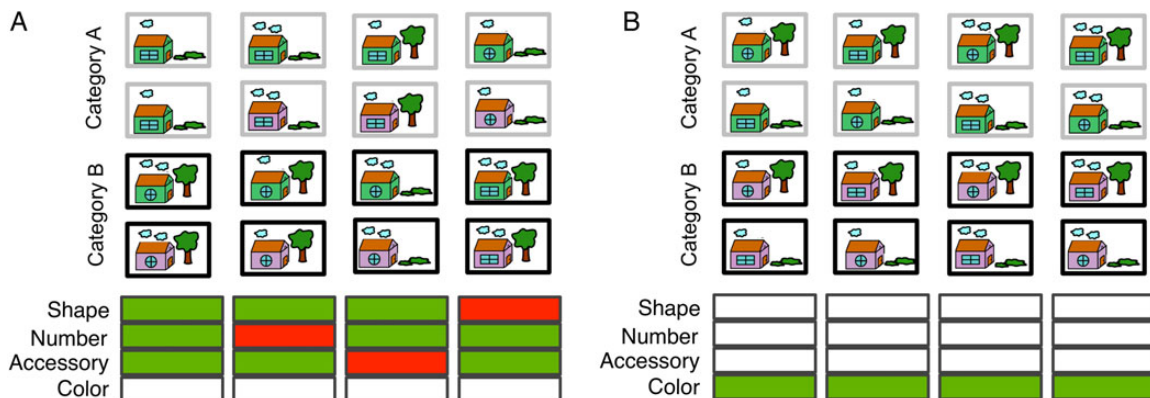 A
Category A
Category B
Shape
Number
Accessory
Color
B
Category A
Category B
Shape
Number
Accessory
Color